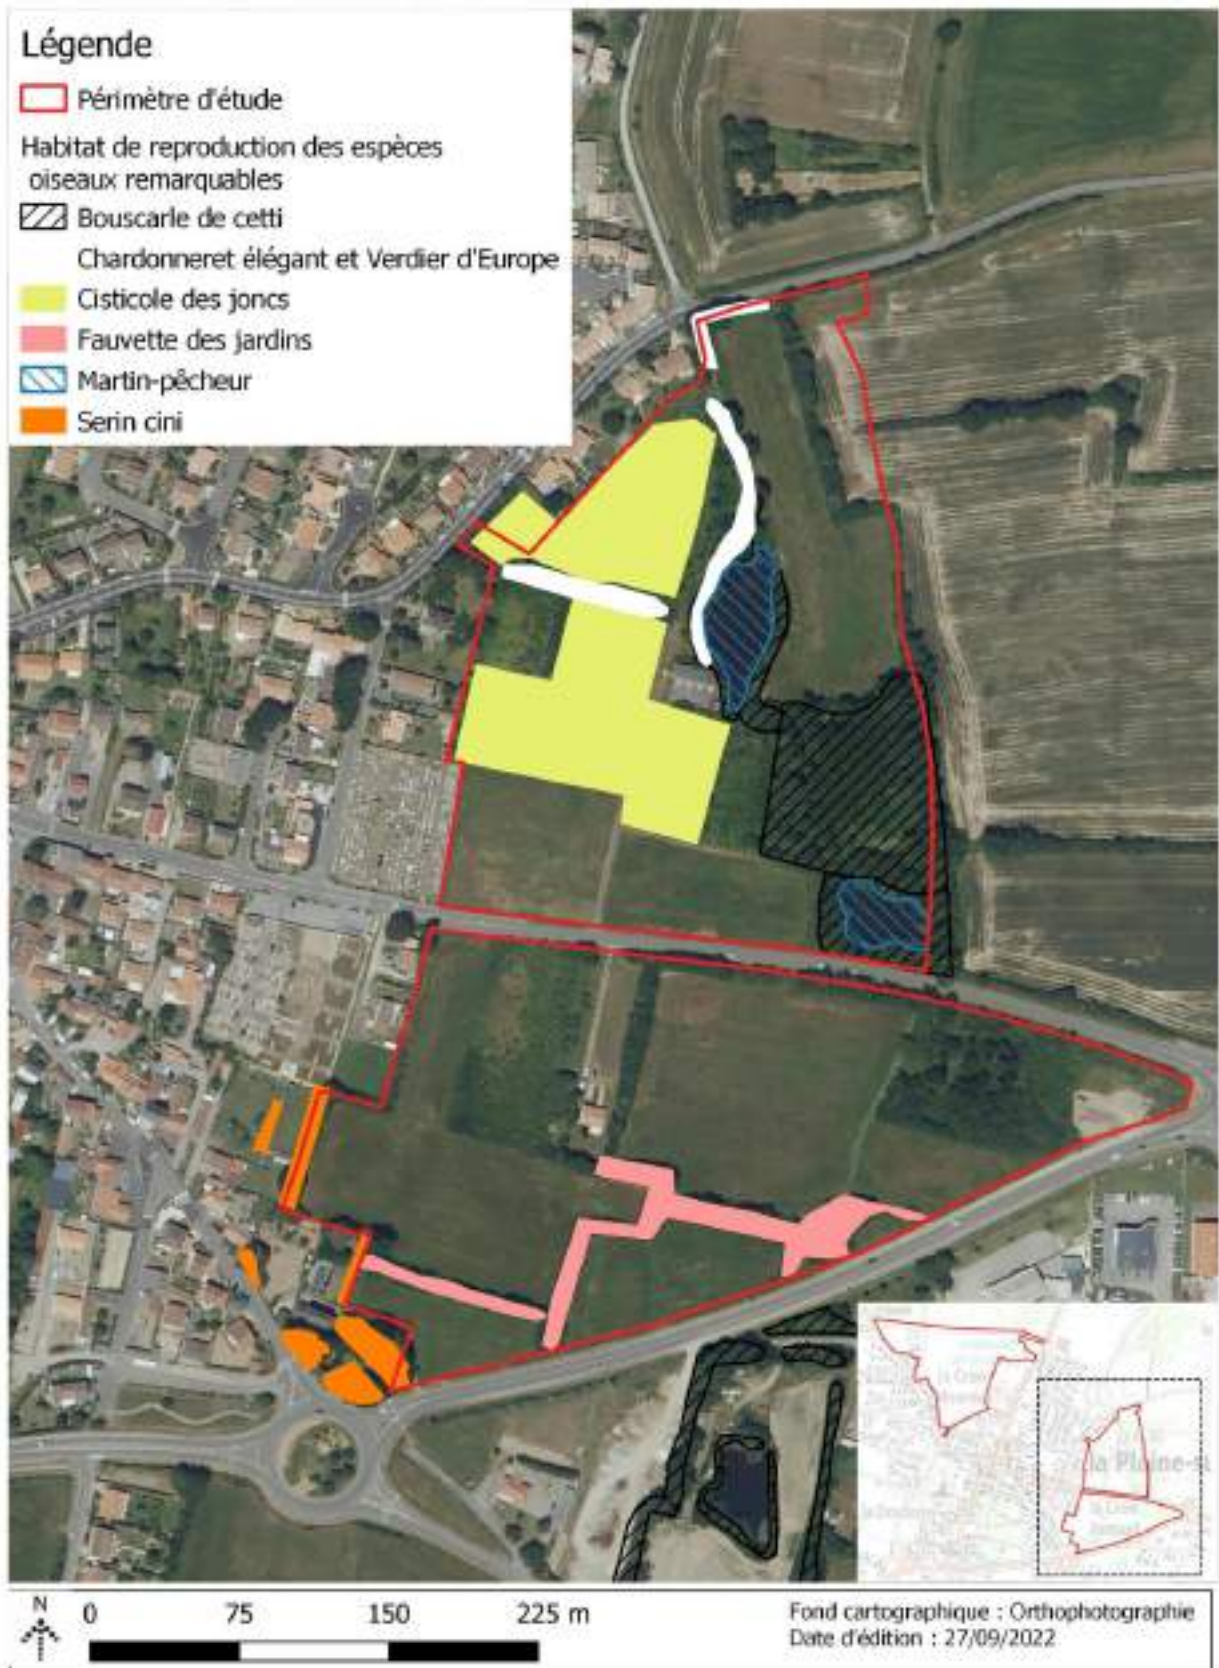 Légende
Périmètre d'étude
Habitat de reproduction des espèces
oiseaux remarquables
Bouscarle de cetti
Chardonneret élégant et Verdier d'Europe
Cisticole des joncs
Fauvette des jardins
Martin-pêcheur
Serin cini
la Plaine-s
N
0 75 150 225 m
Fond cartographique : Orthophotographie
Date d'édition : 27/09/2022